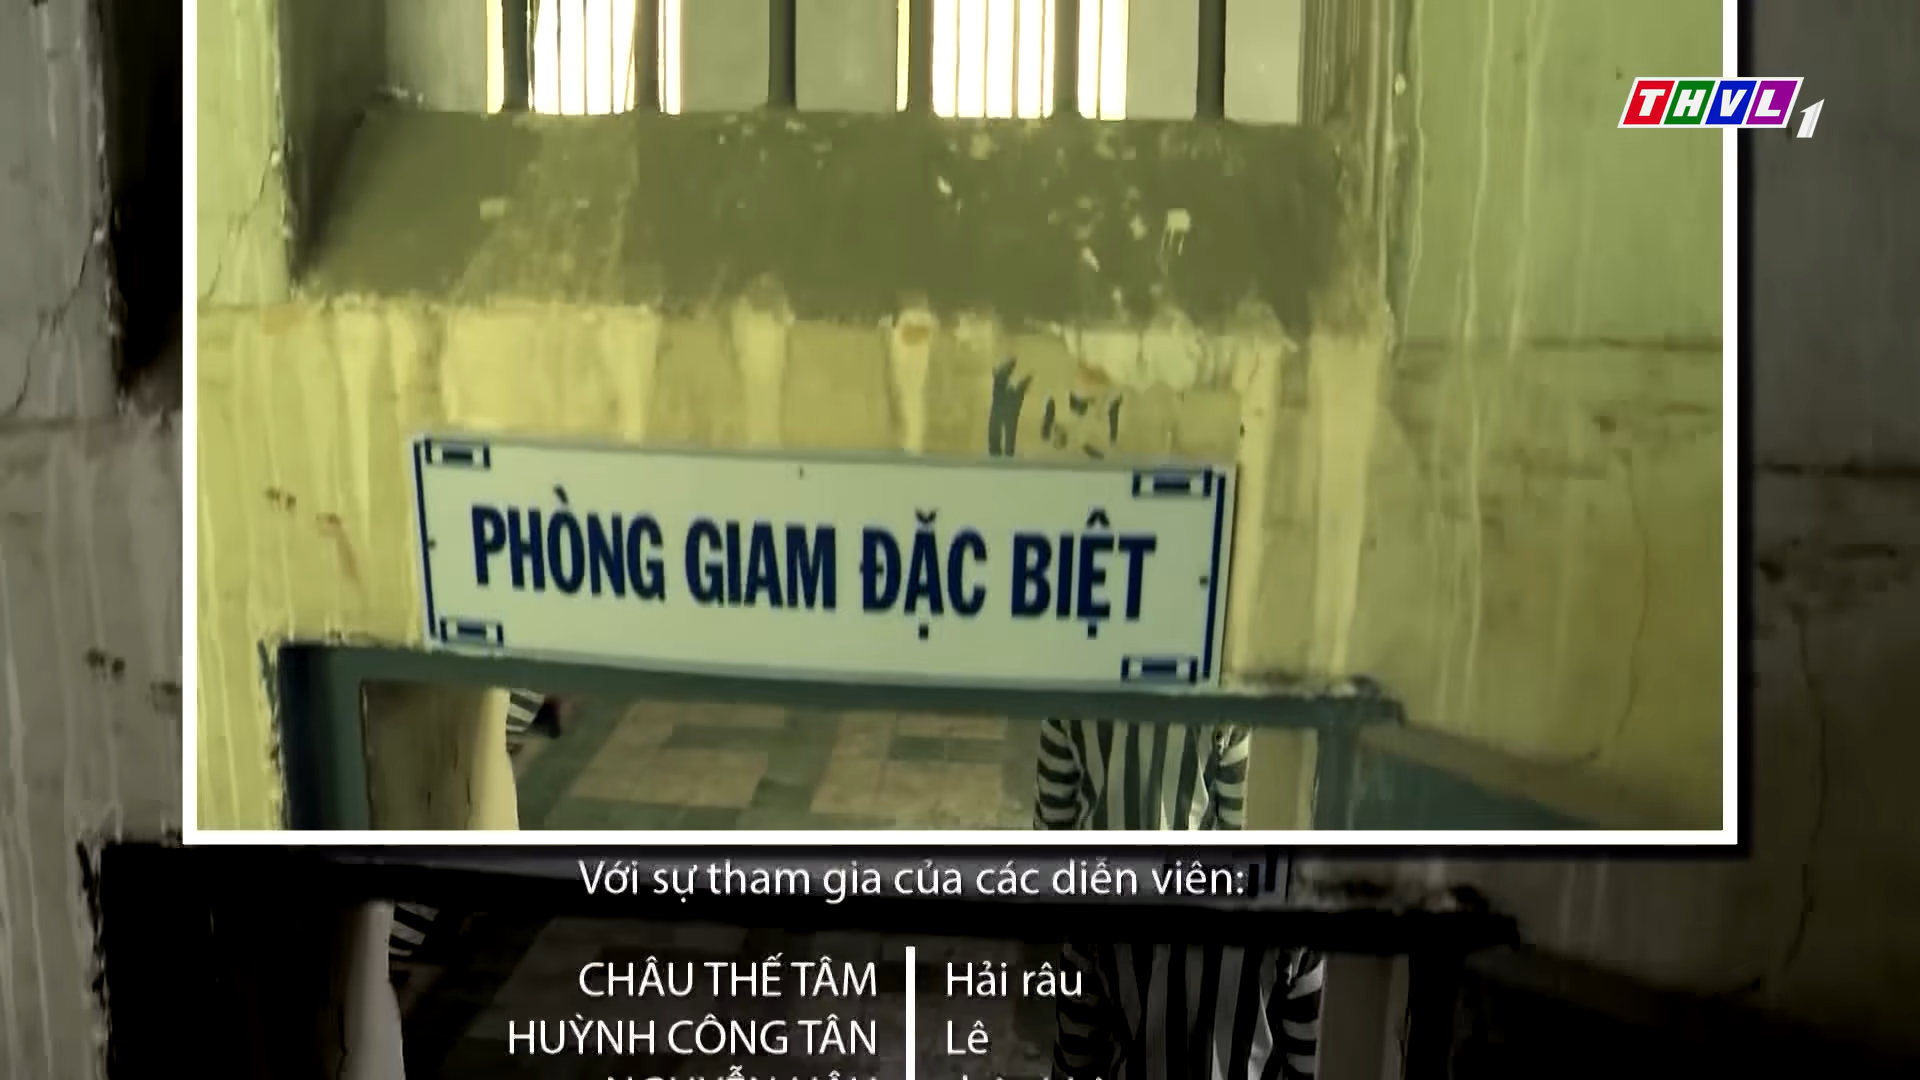 THVL1
PHÒNG GIAM ĐẶC BIỆT
Với sự tham gia của các diễn viên:
CHÂU THẾ TÂM Hải râu
HUỲNH CÔNG TÂN Lê